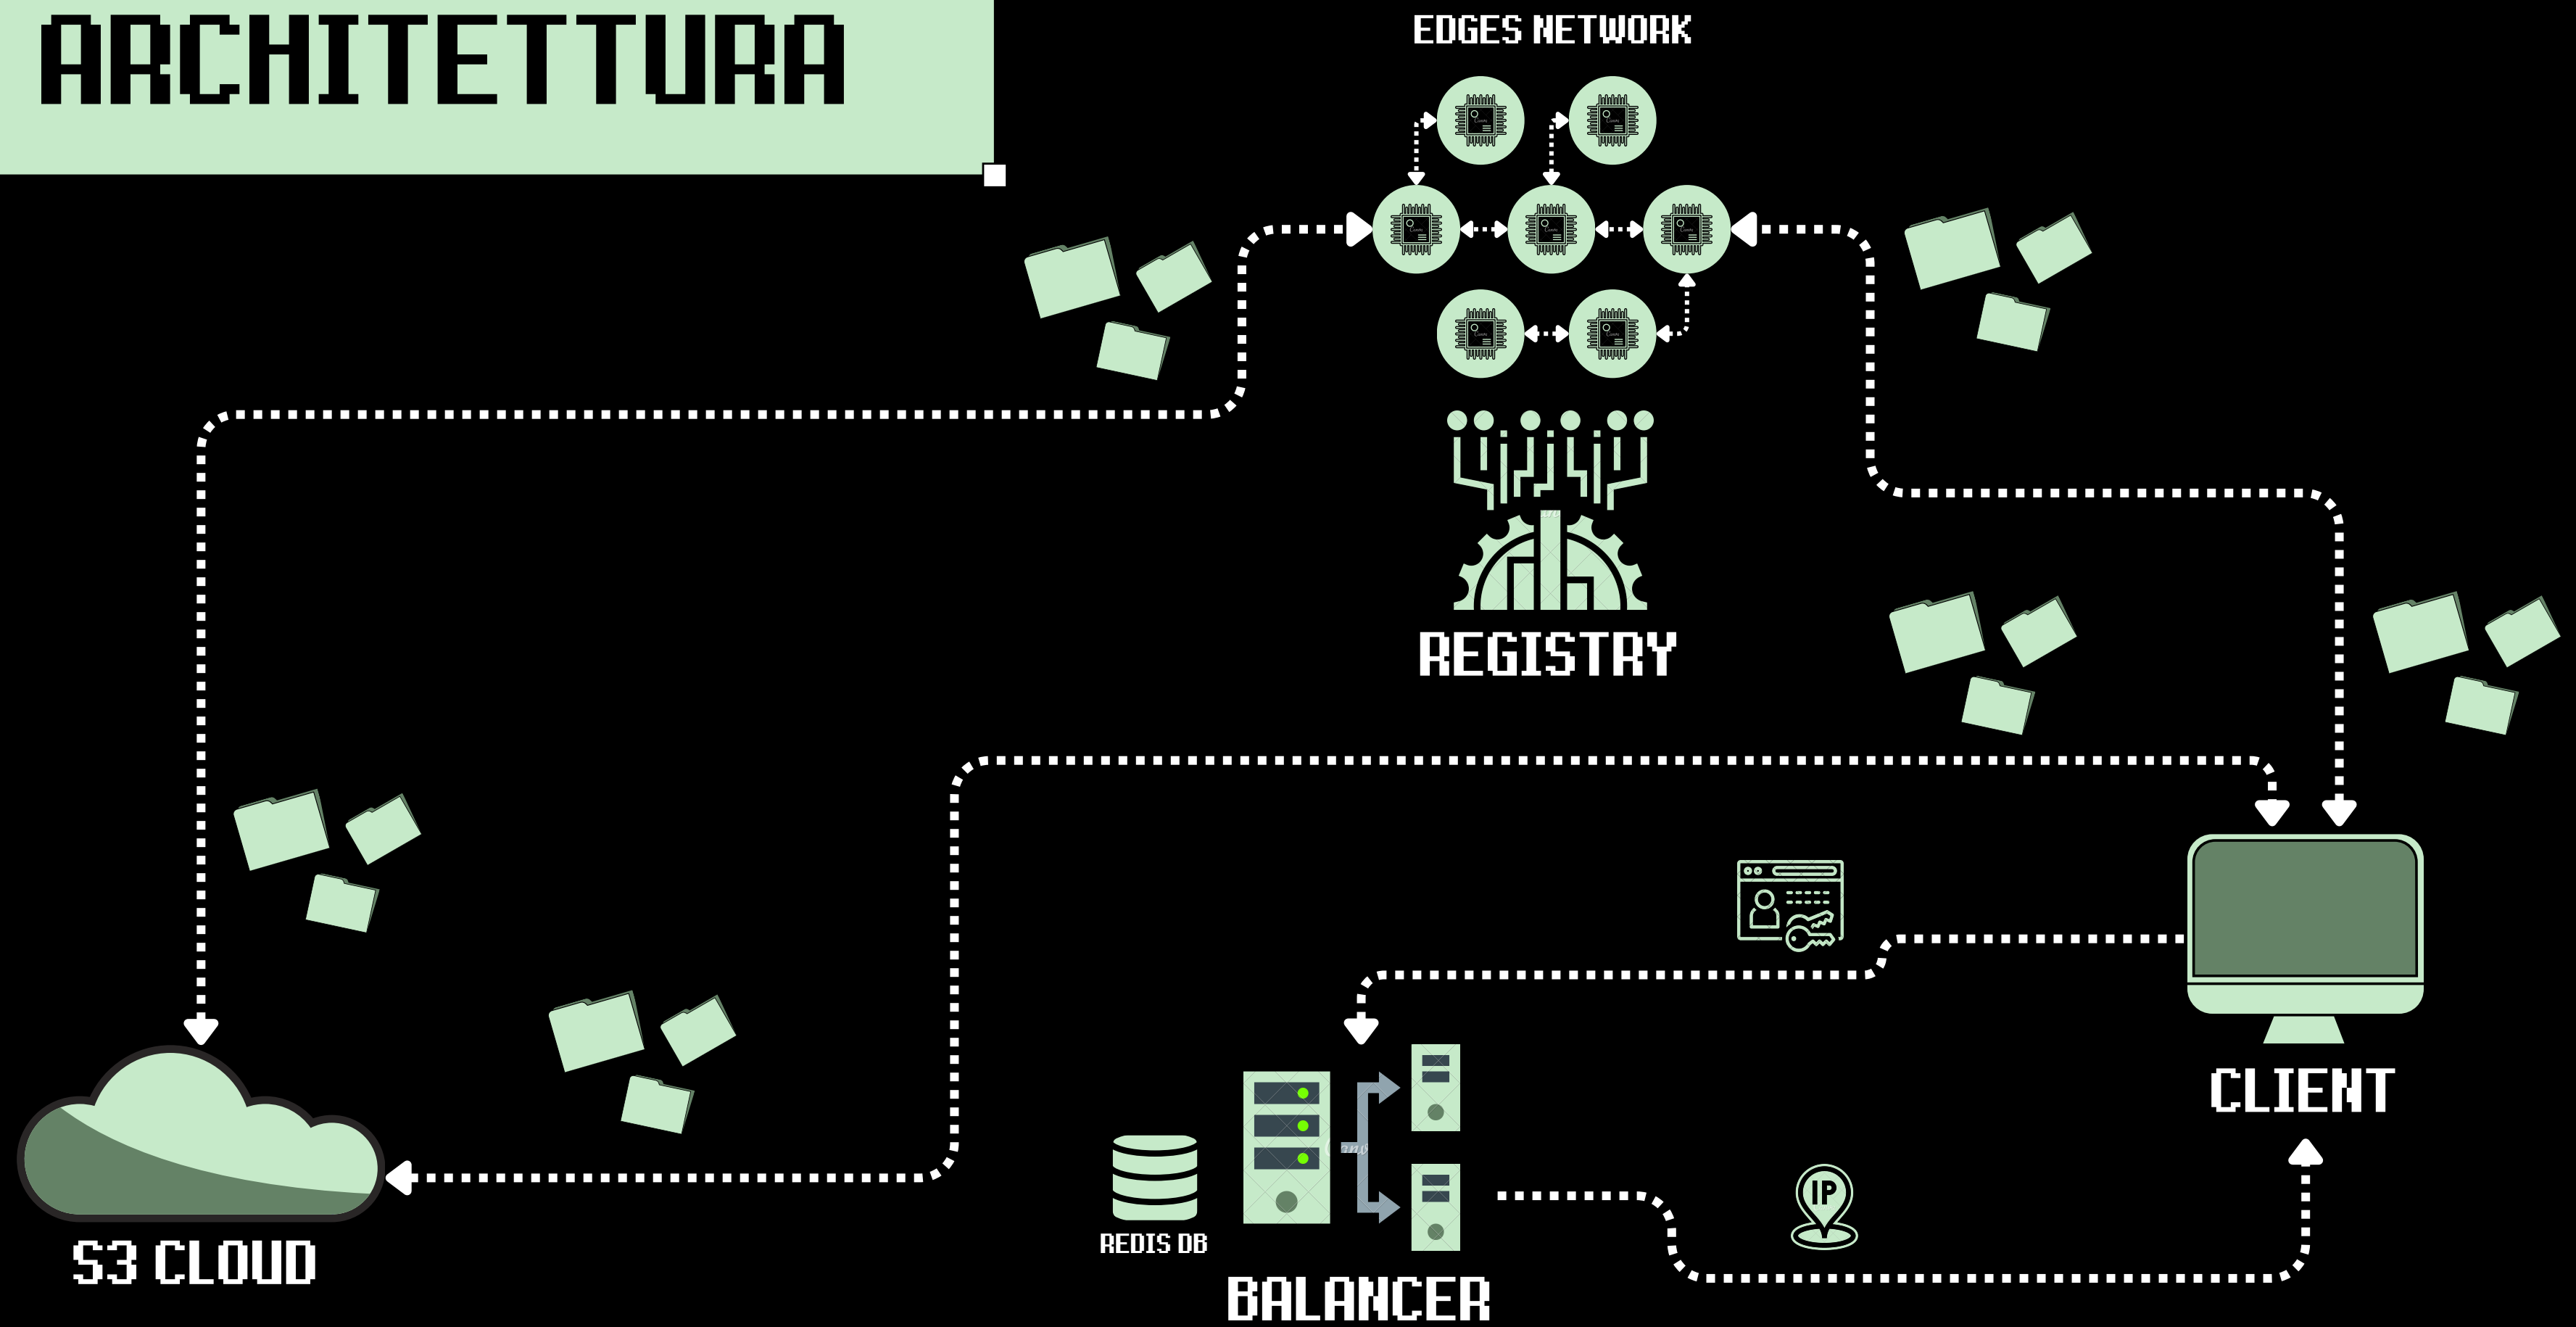 ARCHITETTURA
EDGES NETWORK
REGISTRY
CLIENT
IP
REDIS DB
S3 CLOUD
BALANCER